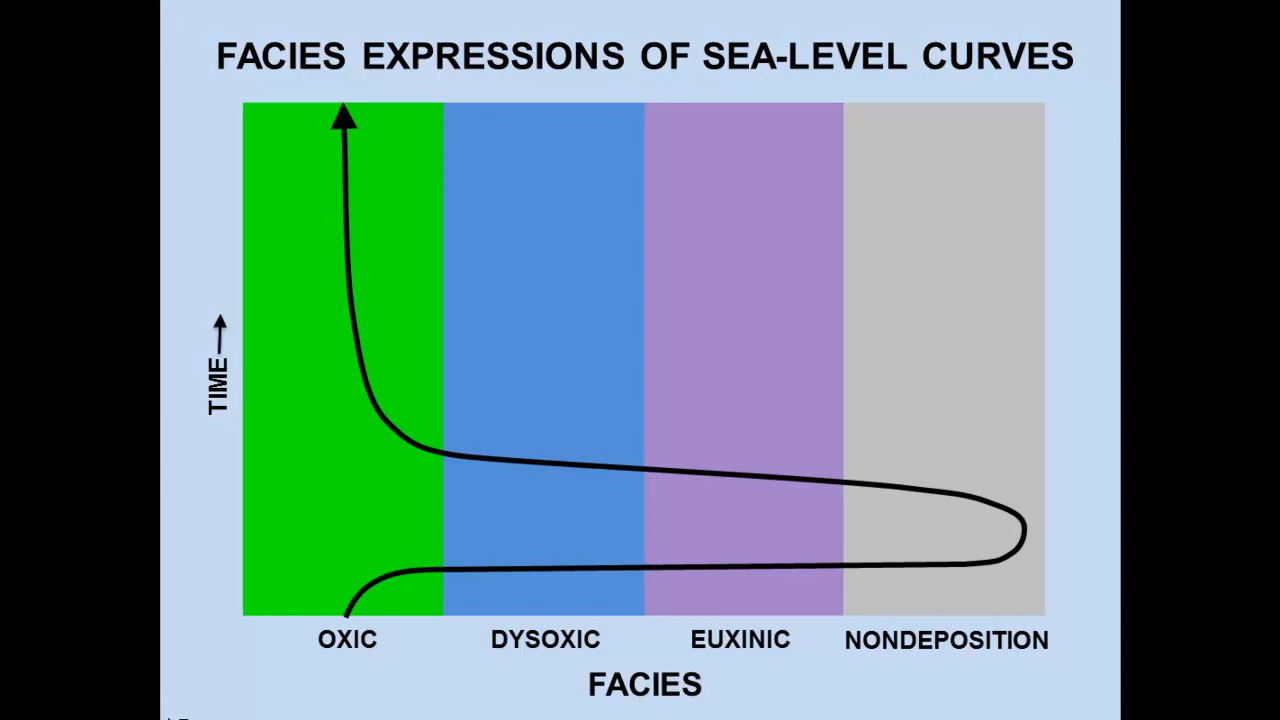 FACIES EXPRESSIONS OF SEA-LEVEL CURVES
TIME
OXIC DYSOXIC EUXINIC NONDEPOSITION
FACIES